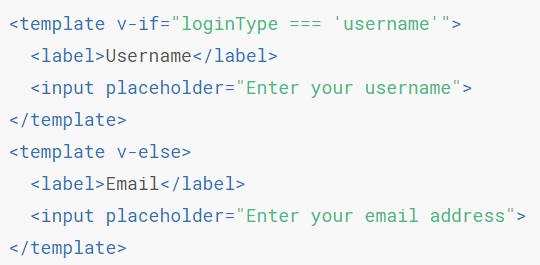 <template v-if="loginType === 'username'">
  <label>Username</label>
  <input placeholder="Enter your username">
</template>
<template v-else>
  <label>Email</label>
  <input placeholder="Enter your email address">
</template>